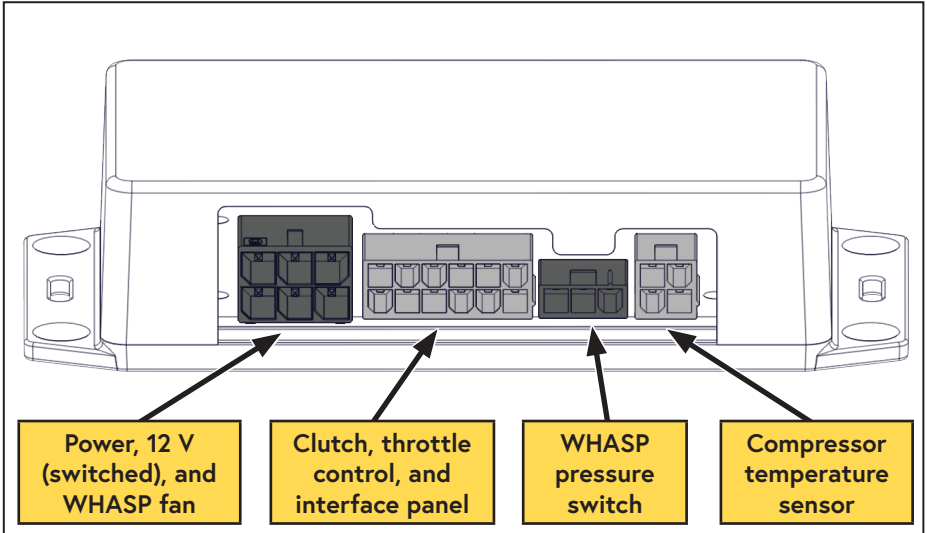 Power, 12 V
(switched), and
WHASP fan
Clutch, throttle
control, and
interface panel
WHASP
pressure
switch
Compressor
temperature
sensor